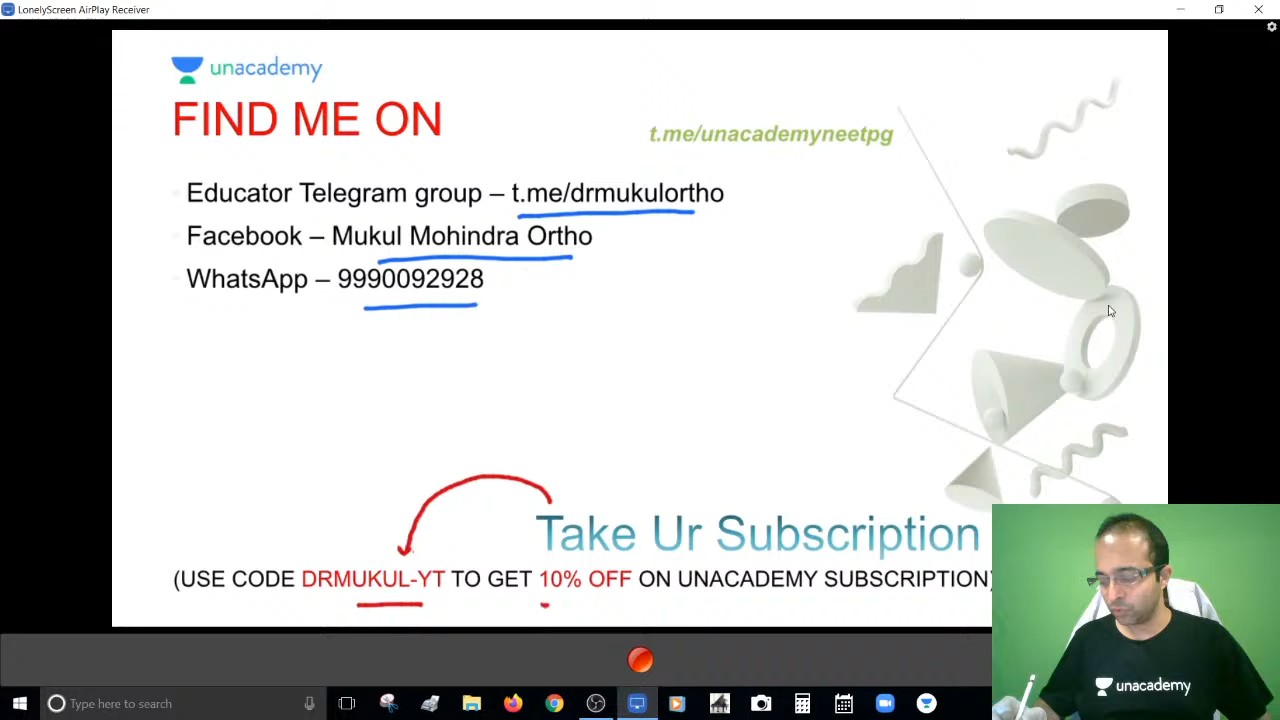 LonelyScreen AirPlay Receiver
unacademy
FIND ME ON
t.me/unacademyneetpg
Educator Telegram group – t.me/drmukulortho
Facebook – Mukul Mohindra Ortho
WhatsApp – 9990092928
Take Ur Subscription
(USE CODE DRMUKUL-YT TO GET 10% OFF ON UNACADEMY SUBSCRIPTION)
unacademy
Type here to search